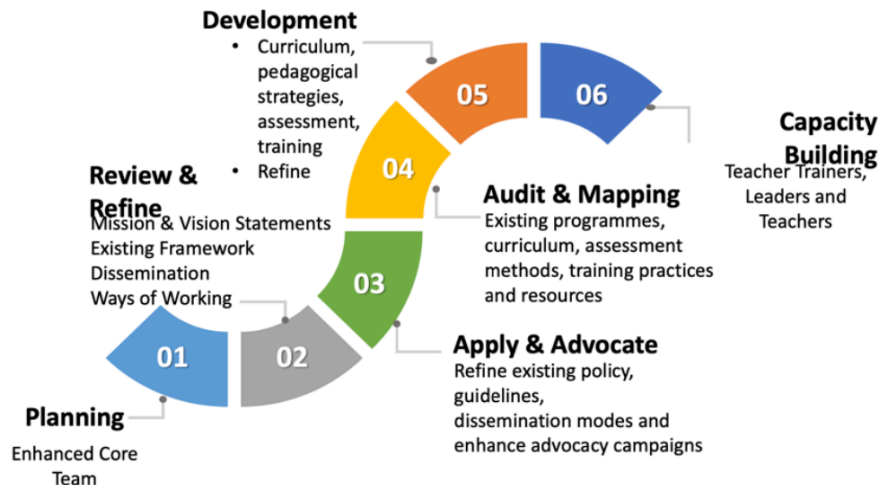 Development
• Curriculum,
pedagogical
strategies,
assessment,
training
• Refine
05
06
Capacity
Building
Teacher Trainers,
Leaders and
Teachers
04
Audit & Mapping
Existing programmes,
curriculum, assessment
methods, training practices
and resources
Review &
Refine
Mission & Vision Statements
Existing Framework
Dissemination
Ways of Working
03
Apply & Advocate
Refine existing policy,
guidelines,
dissemination modes and
enhance advocacy campaigns
01
02
Planning
Enhanced Core
Team